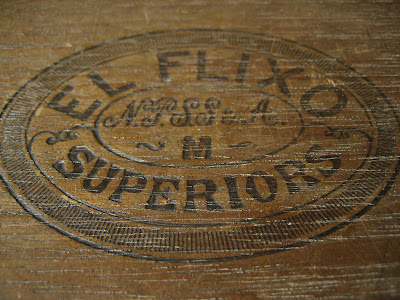 EL FLIXO
N.P.S.S. & A.
M
SUPERIORS